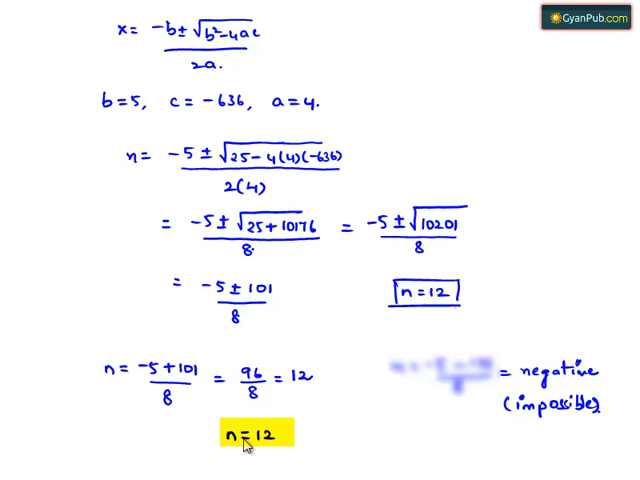 GyanPub.com
x = -b ± √b² - 4ac / 2a.
b = 5, c = -636, a = 4.
n = -5 ± √25 - 4(4)(-636) / 2(4)
= -5 ± √25 + 10176 / 8. = -5 ± √10201 / 8
= -5 ± 101 / 8
n = 12
n = -5 + 101 / 8 = 96 / 8 = 12
= negative
(impossible)
n = 12